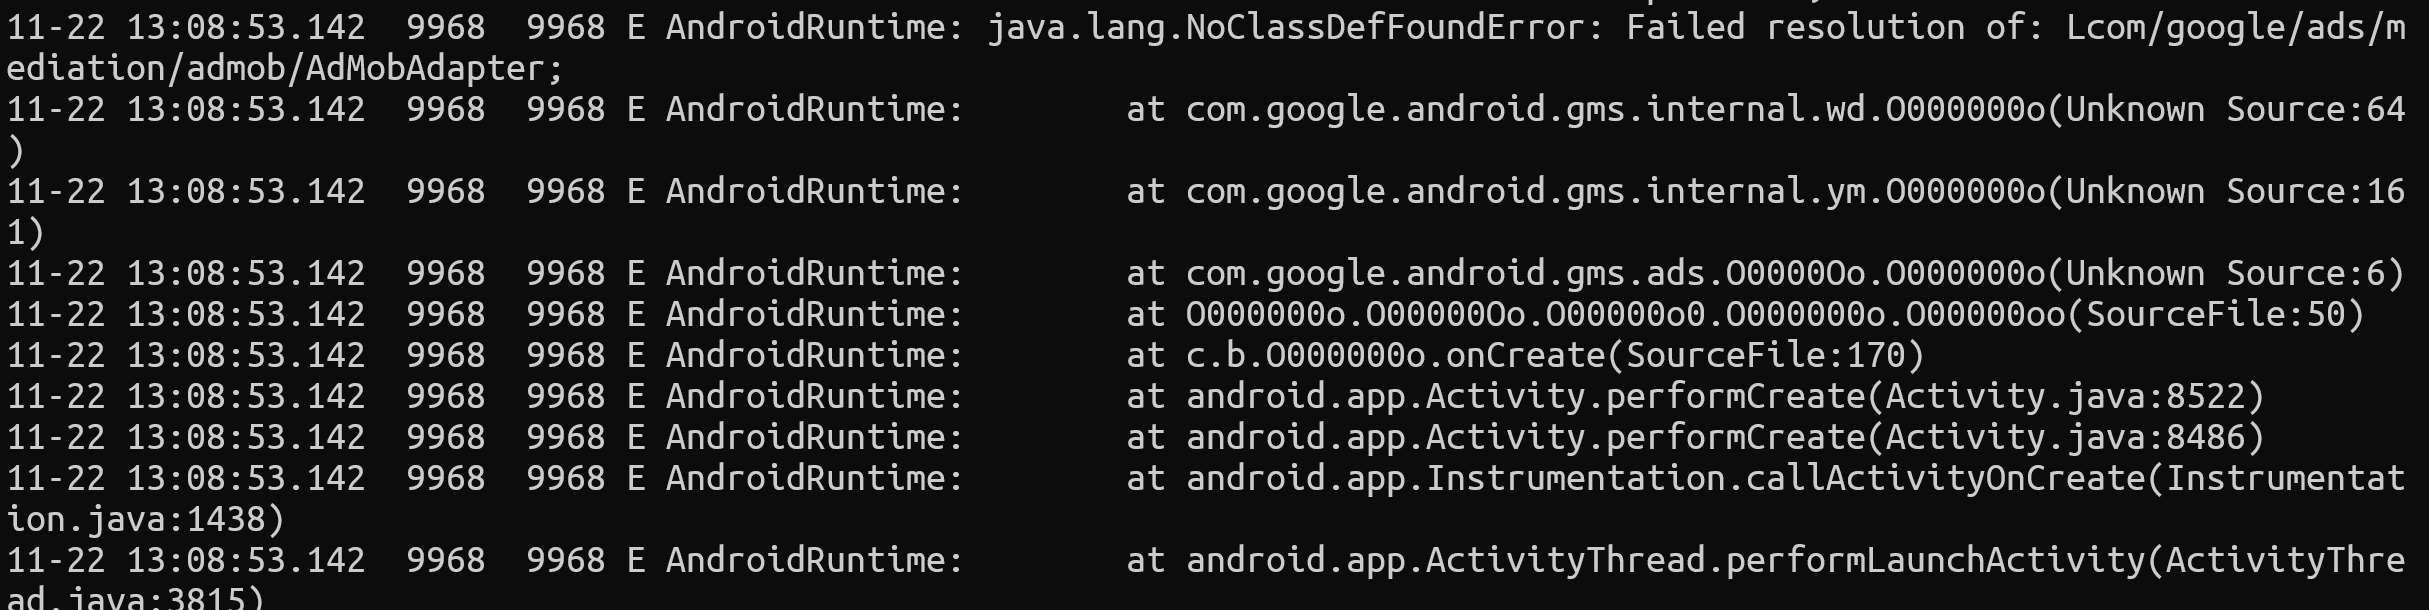 11-22 13:08:53.142  9968  9968 E AndroidRuntime: java.lang.NoClassDefFoundError: Failed resolution of: Lcom/google/ads/m
ediation/admob/AdMobAdapter;
11-22 13:08:53.142  9968  9968 E AndroidRuntime:        at com.google.android.gms.internal.wd.O000000o(Unknown Source:64
)
11-22 13:08:53.142  9968  9968 E AndroidRuntime:        at com.google.android.gms.internal.ym.O000000o(Unknown Source:16
1)
11-22 13:08:53.142  9968  9968 E AndroidRuntime:        at com.google.android.gms.ads.O0000OOo.O000000o(Unknown Source:6)
11-22 13:08:53.142  9968  9968 E AndroidRuntime:        at O000000o.O00000Oo.O00000o0.O000000o.O00000oo(SourceFile:50)
11-22 13:08:53.142  9968  9968 E AndroidRuntime:        at c.b.O000000o.onCreate(SourceFile:170)
11-22 13:08:53.142  9968  9968 E AndroidRuntime:        at android.app.Activity.performCreate(Activity.java:8522)
11-22 13:08:53.142  9968  9968 E AndroidRuntime:        at android.app.Activity.performCreate(Activity.java:8486)
11-22 13:08:53.142  9968  9968 E AndroidRuntime:        at android.app.Instrumentation.callActivityOnCreate(Instrumentat
ion.java:1438)
11-22 13:08:53.142  9968  9968 E AndroidRuntime:        at android.app.ActivityThread.performLaunchActivity(ActivityThre
ad.java:3815)